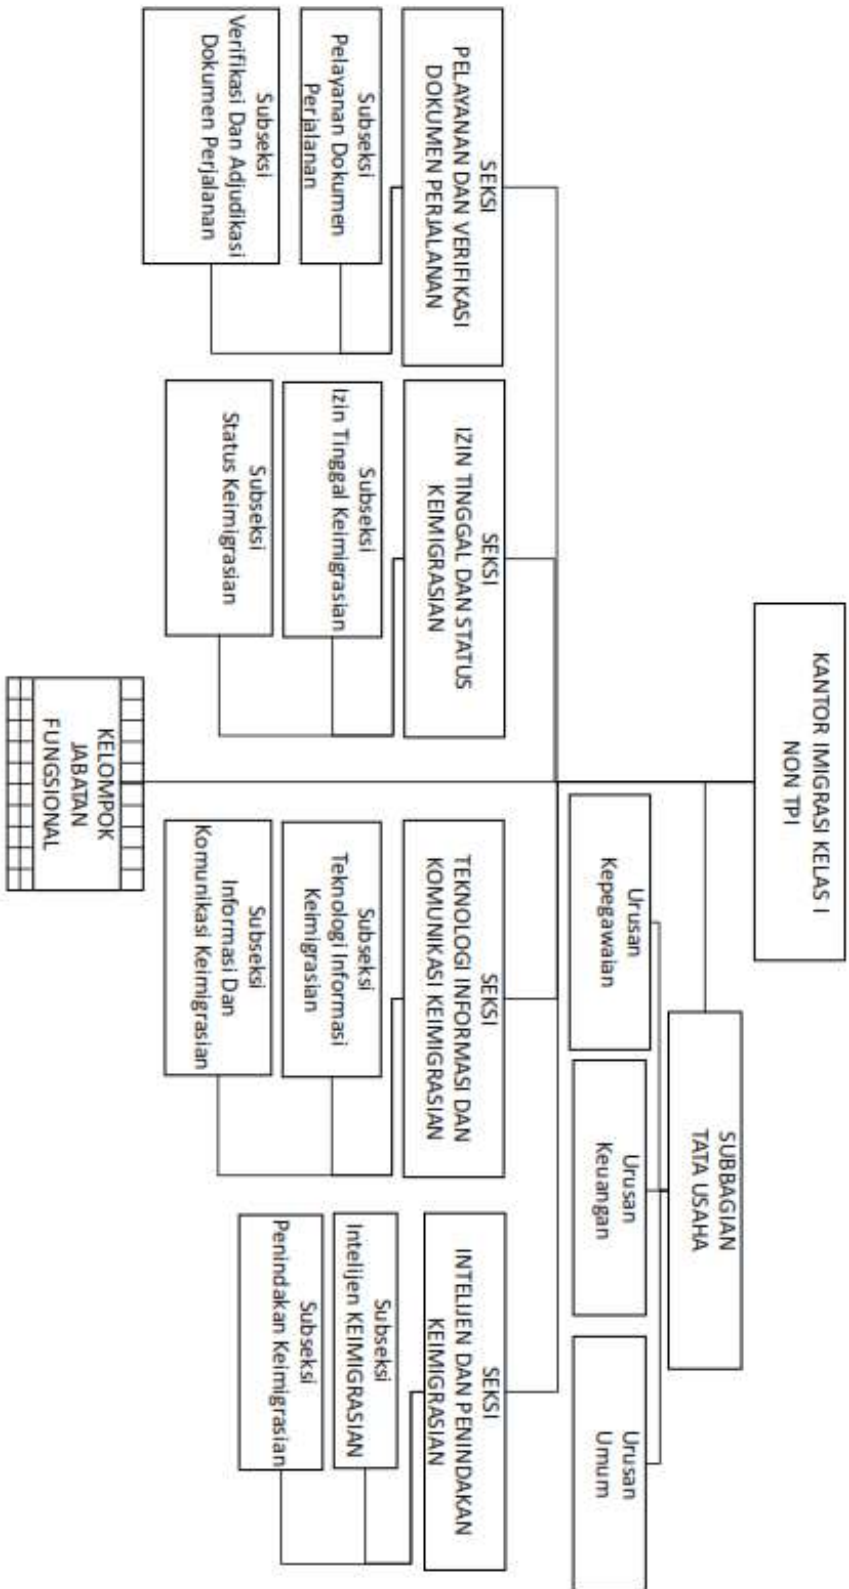 KANTOR IMIGRASI KELAS I
NON TPI
SUBBAGIAN
TATA USAHA
Urusan
Kepegawaian
Urusan
Keuangan
Urusan
Umum
SEKSI
PELAYANAN DAN VERIFIKASI
DOKUMEN PERJALANAN
SEKSI
IZIN TINGGAL DAN STATUS
KEIMIGRASIAN
SEKSI
TEKNOLOGI INFORMASI DAN
KOMUNIKASI KEIMIGRASIAN
SEKSI
INTELIJEN DAN PENINDAKAN
KEIMIGRASIAN
Subseksi
Pelayanan Dokumen
Perjalanan
Subseksi
Izin Tinggal Keimigrasian
Subseksi
Teknologi Informasi
Keimigrasian
Subseksi
Intelijen KEIMIGRASIAN
Subseksi
Verifikasi Dan Adjudikasi
Dokumen Perjalanan
Subseksi
Status Keimigrasian
Subseksi
Informasi Dan
Komunikasi Keimigrasian
Subseksi
Penindakan Keimigrasian
KELOMPOK
JABATAN
FUNGSIONAL